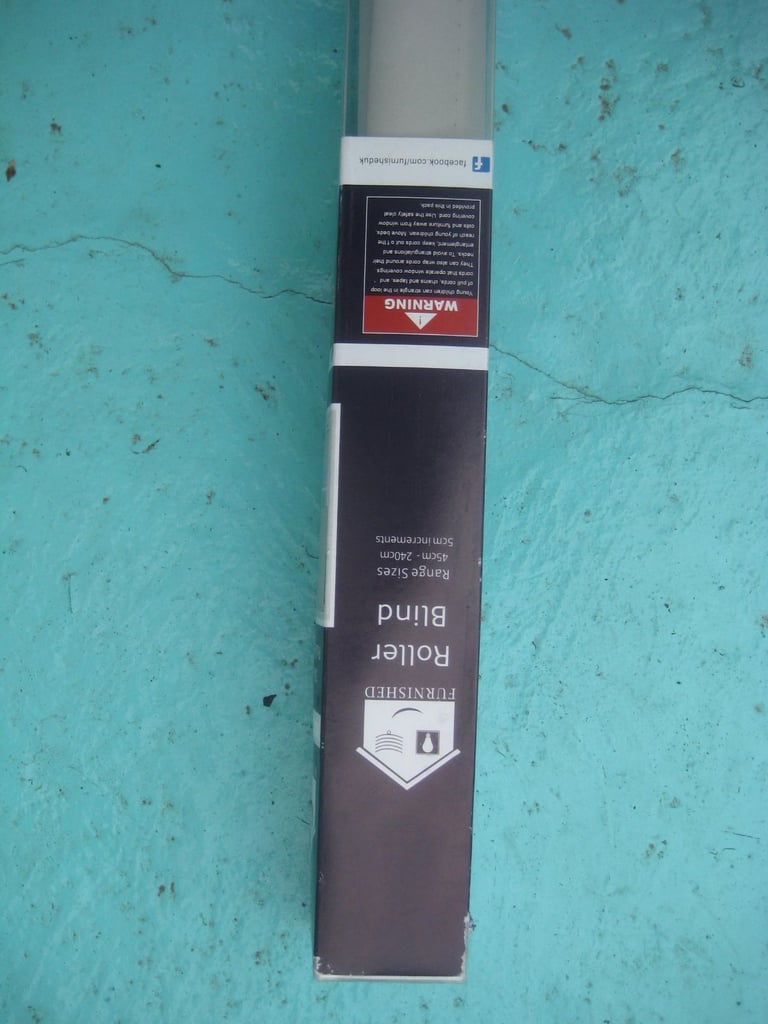 FURNISHED
Roller
Blind
Range Sizes
45cm - 240cm
5cm increments
WARNING
Young children can strangle in the loop
of pull cords, chains and tapes, and
cords that operate window coverings.
They can also wrap cords around their
necks. To avoid strangulations and
entanglement, keep cords out of the
reach of young childrean. Move beds,
cots and furniture away from window
covering cord. Use the safety cleat
provided in this pack.
facebook.com/furnisheduk